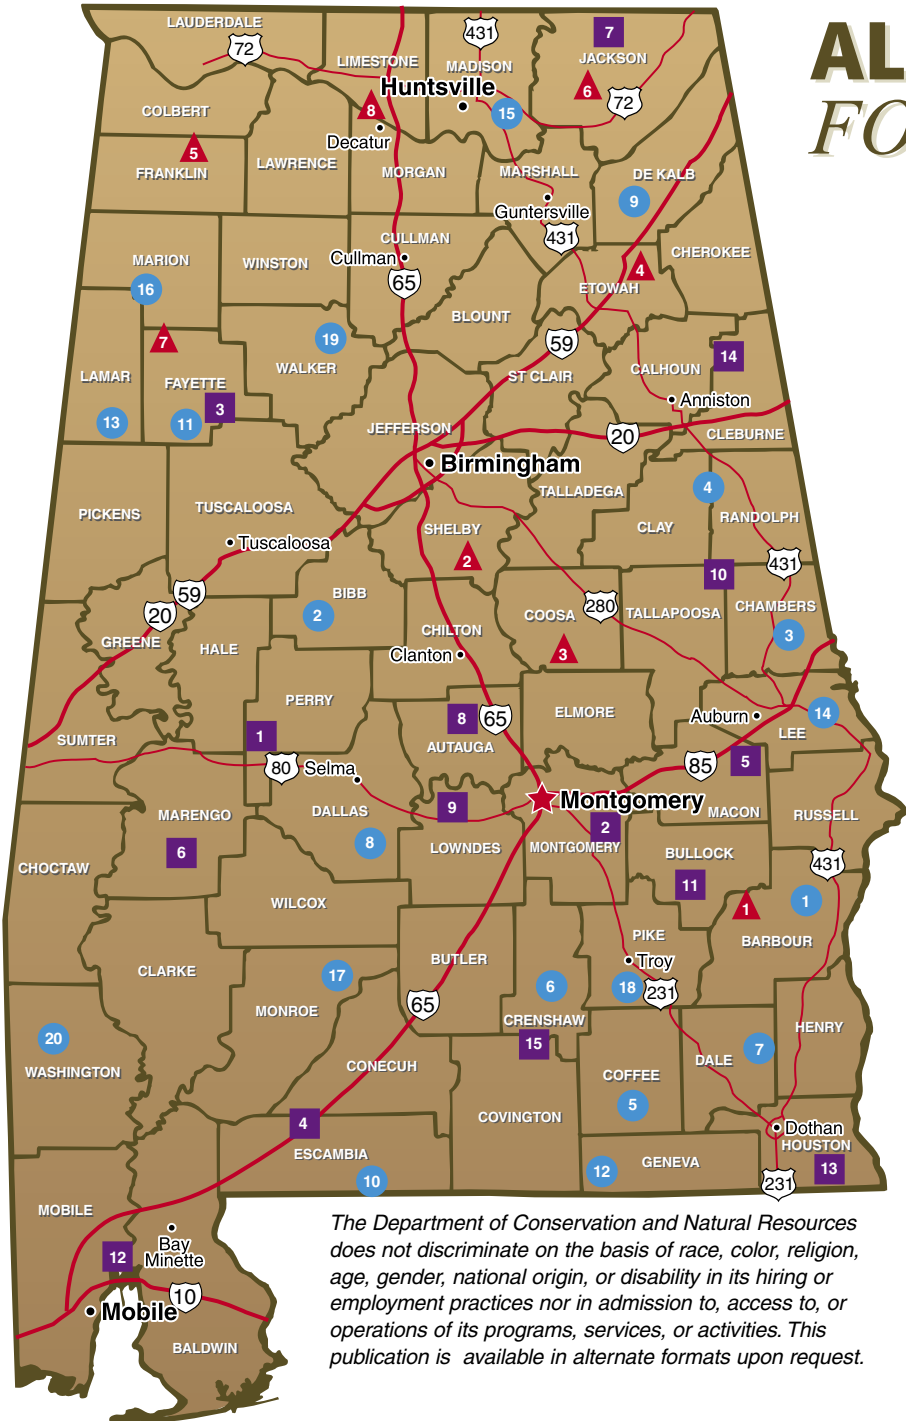 LAUDERDALE
431
7
72
LIMESTONE
MADISON
JACKSON
AL
FO
Huntsville
6
72
COLBERT
8
15
Decatur
5
FRANKLIN
LAWRENCE
MORGAN
MARSHALL
DE KALB
9
Guntersville
431
CULLMAN
Cullman
CHEROKEE
MARION
WINSTON
4
65
ETOWAH
16
BLOUNT
7
19
59
14
LAMAR
FAYETTE
WALKER
ST CLAIR
CALHOUN
3
Anniston
13
11
JEFFERSON
20
CLEBURNE
Birmingham
4
TALLADEGA
PICKENS
TUSCALOOSA
CLAY
RANDOLPH
SHELBY
Tuscaloosa
2
431
10
59
BIBB
20
2
280
COOSA
TALLAPOOSA
CHAMBERS
GREENE
HALE
CHILTON
3
Clanton
3
PERRY
ELMORE
8
65
Auburn
14
1
SUMTER
AUTAUGA
LEE
80
Selma
85
5
Montgomery
MARENGO
DALLAS
9
MACON
RUSSELL
2
6
8
LOWNDES
MONTGOMERY
BULLOCK
CHOCTAW
431
11
WILCOX
1
1
PIKE
BARBOUR
CLARKE
BUTLER
Troy
17
6
18
231
MONROE
65
CRENSHAW
HENRY
20
15
7
WASHINGTON
CONECUH
COFFEE
DALE
5
COVINGTON
4
Dothan
ESCAMBIA
HOUSTON
10
12
GENEVA
13
231
MOBILE
Bay
Minette
12
10
Mobile
BALDWIN
The Department of Conservation and Natural Resources
does not discriminate on the basis of race, color, religion,
age, gender, national origin, or disability in its hiring or
employment practices nor in admission to, access to, or
operations of its programs, services, or activities. This
publication is available in alternate formats upon request.